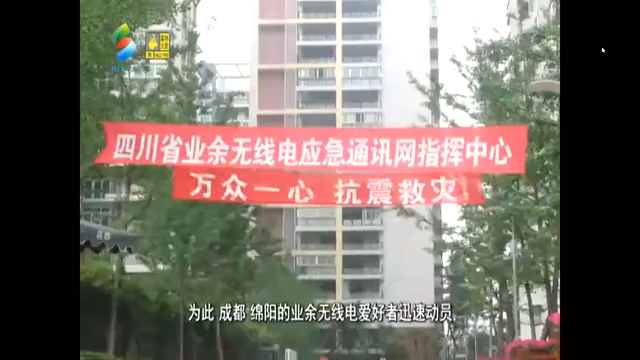 四川省业余无线电应急通讯网指挥中心
万众一心 抗震救灾
为此 成都 绵阳的业余无线电爱好者迅速动员